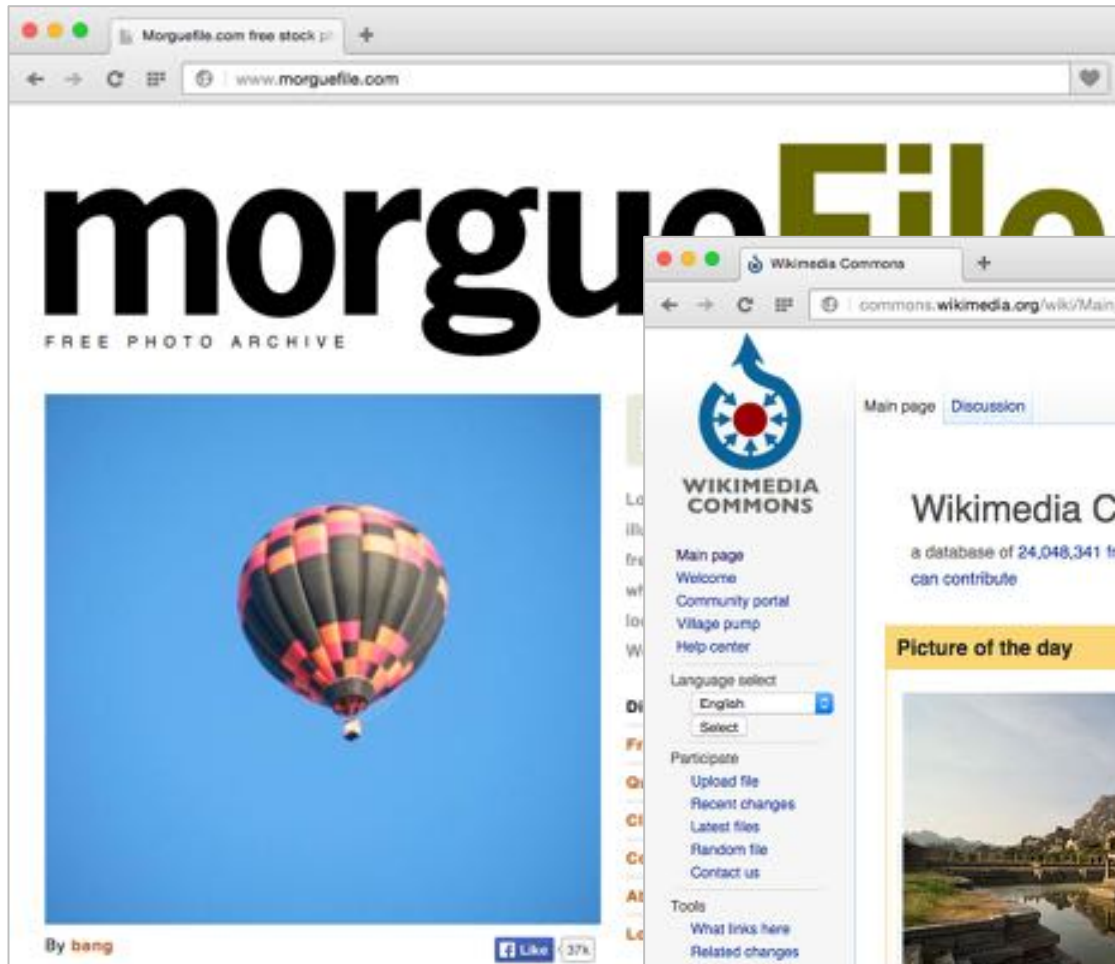 Morguefile.com free stock
www.morguefile.com
morgueFile
FREE PHOTO ARCHIVE
By bang
Like 37k
Wikimedia Commons
commons.wikimedia.org/wiki/Main
WIKIMEDIA
COMMONS
Main page
Welcome
Community portal
Village pump
Help center
Language select
English
Select
Participate
Upload file
Recent changes
Latest files
Random file
Contact us
Tools
What links here
Related changes
Main page Discussion
Wikimedia C
a database of 24,048,341
can contribute
Picture of the day